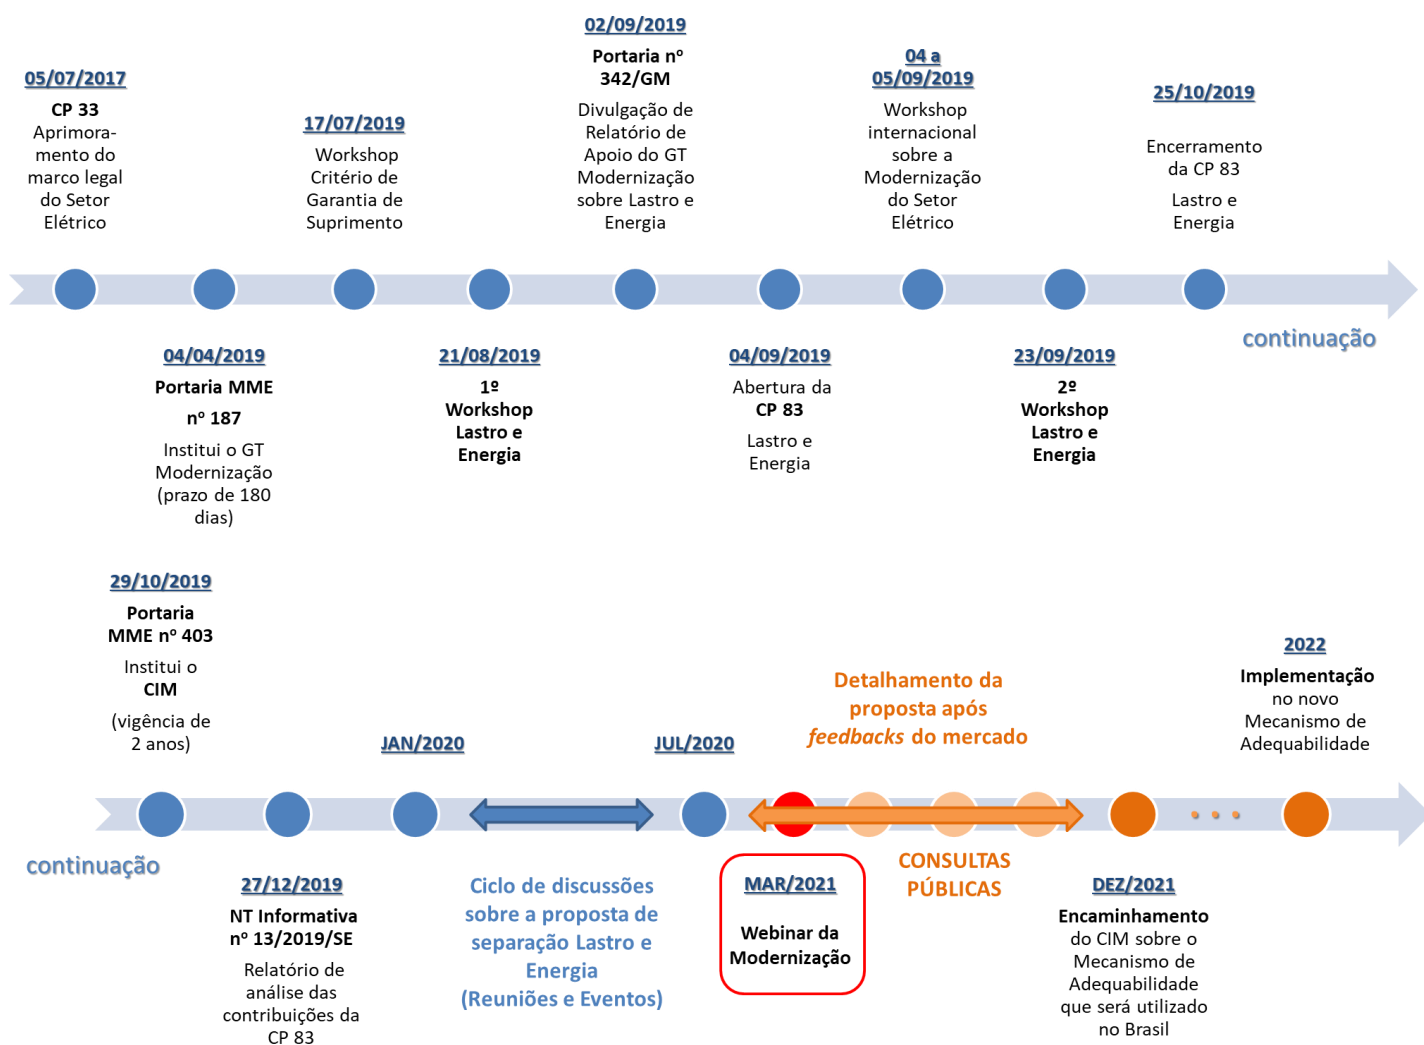 05/07/2017
CP 33
Aprimora-
mento do
marco legal
do Setor
Elétrico
04/04/2019
Portaria MME
nº 187
Institui o GT
Modernização
(prazo de 180
dias)
17/07/2019
Workshop
Critério de
Garantia de
Suprimento
21/08/2019
1º
Workshop
Lastro e
Energia
02/09/2019
Portaria nº
342/GM
Divulgação de
Relatório de
Apoio do GT
Modernização
sobre Lastro e
Energia
04/09/2019
Abertura da
CP 83
Lastro e
Energia
04 a
05/09/2019
Workshop
internacional
sobre a
Modernização
do Setor
Elétrico
23/09/2019
2º
Workshop
Lastro e
Energia
25/10/2019
Encerramento
da CP 83
Lastro e
Energia
continuação
continuação
29/10/2019
Portaria
MME nº 403
Institui o
CIM
(vigência de
2 anos)
27/12/2019
NT Informativa
nº 13/2019/SE
Relatório de
análise das
contribuições da
CP 83
JAN/2020
Ciclo de discussões
sobre a proposta de
separação Lastro e
Energia
(Reuniões e Eventos)
JUL/2020
MAR/2021
Webinar da
Modernização
Detalhamento da
proposta após
feedbacks do mercado
CONSULTAS
PÚBLICAS
DEZ/2021
Encaminhamento
do CIM sobre o
Mecanismo de
Adequabilidade
que será utilizado
no Brasil
2022
Implementação
no novo
Mecanismo de
Adequabilidade